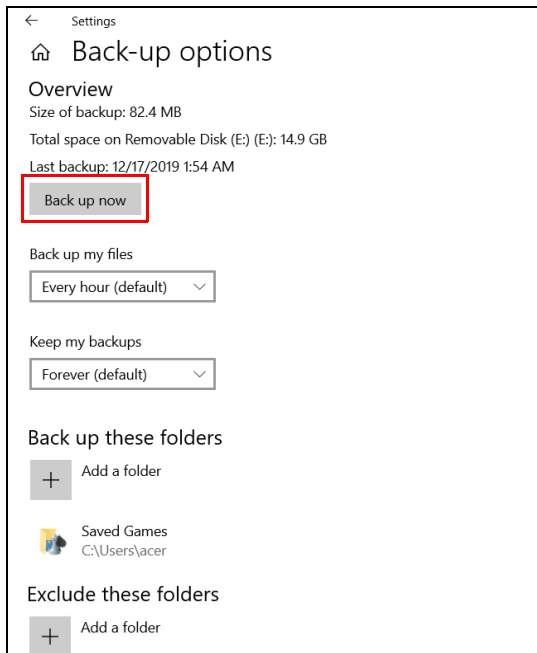 Settings
Back-up options
Overview
Size of backup: 82.4 MB
Total space on Removable Disk (E:) (E:): 14.9 GB
Last backup: 12/17/2019 1:54 AM
Back up now
Back up my files
Every hour (default)
Keep my backups
Forever (default)
Back up these folders
Add a folder
Saved Games
C:\Users\acer
Exclude these folders
Add a folder